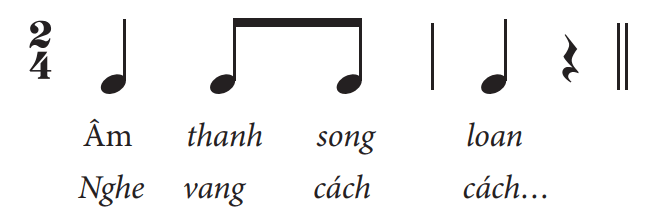 2
4
Âm thanh song loan
Nghe vang cách cách...